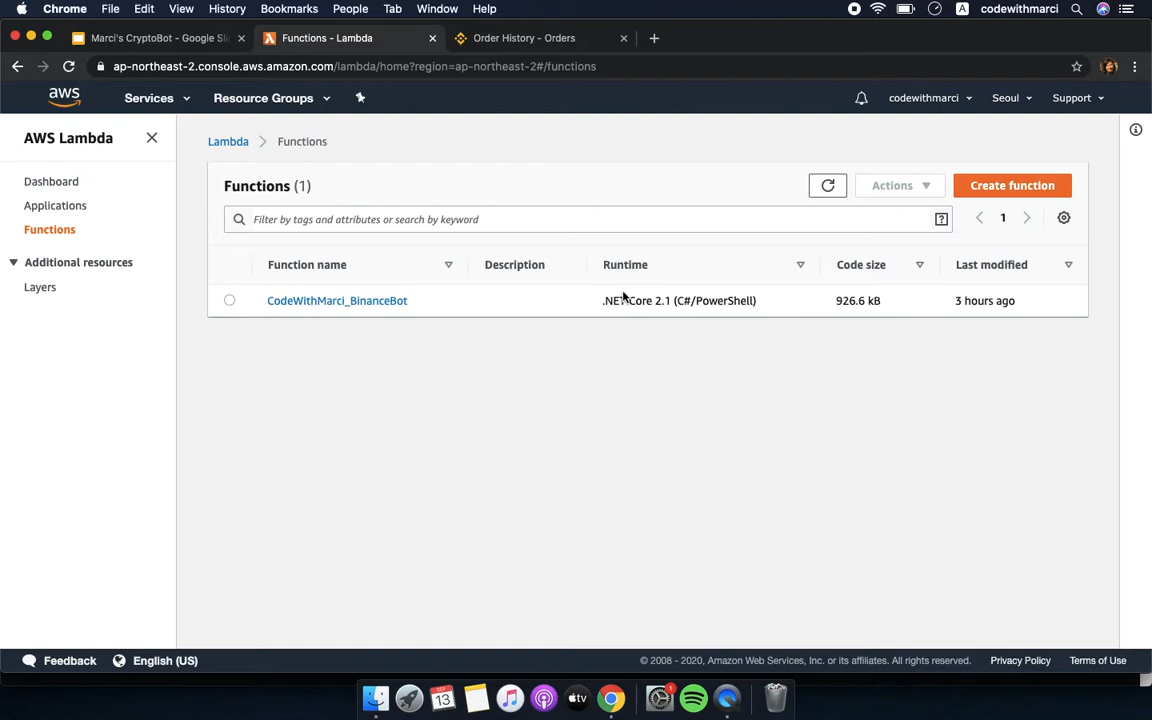 Chrome File Edit View History Bookmarks People Tab Window Help A codewithmarci
Marci's CryptoBot - Google Sli Functions - Lambda Order History - Orders
ap-northeast-2.console.aws.amazon.com/lambda/home?region=ap-northeast-2#/functions
aws Services Resource Groups codewithmarci Seoul Support
AWS Lambda
Dashboard
Applications
Functions
Additional resources
Layers
Lambda > Functions
Functions (1) Actions Create function
Filter by tags and attributes or search by keyword ? 1
Function name Description Runtime Code size Last modified
CodeWithMarci_BinanceBot .NET Core 2.1 (C#/PowerShell) 926.6 kB 3 hours ago
Feedback English (US) © 2008 - 2020, Amazon Web Services, Inc. or its affiliates. All rights reserved. Privacy Policy Terms of Use
SEP
13
tv
1